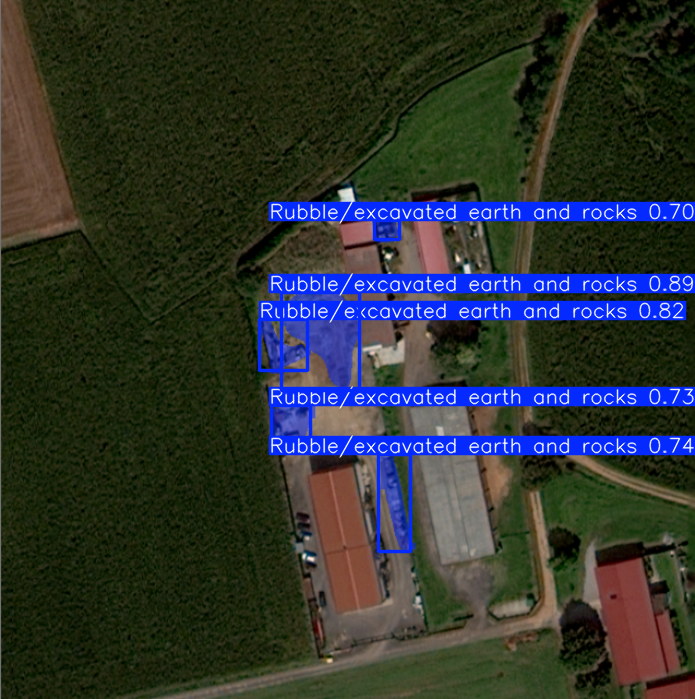 Rubble/excavated earth and rocks 0.70
Rubble/excavated earth and rocks 0.89
Rubble/excavated earth and rocks 0.82
Rubble/excavated earth and rocks 0.73
Rubble/excavated earth and rocks 0.74